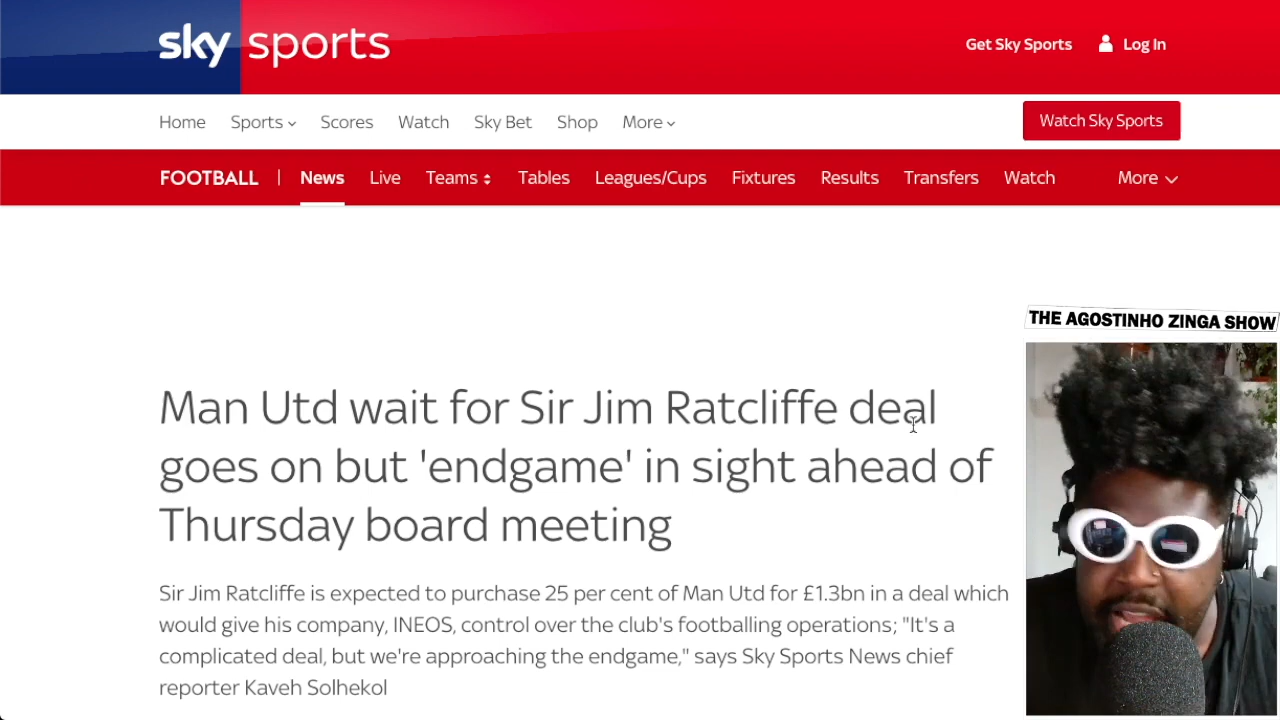 sky sports
Get Sky Sports
Log In
Home
Sports
Scores
Watch
Sky Bet
Shop
More
Watch Sky Sports
FOOTBALL
|
News
Live
Teams
Tables
Leagues/Cups
Fixtures
Results
Transfers
Watch
More
THE AGOSTINHO ZINGA SHOW
Man Utd wait for Sir Jim Ratcliffe deal
goes on but 'endgame' in sight ahead of
Thursday board meeting
Sir Jim Ratcliffe is expected to purchase 25 per cent of Man Utd for £1.3bn in a deal which
would give his company, INEOS, control over the club's footballing operations; "It's a
complicated deal, but we're approaching the endgame," says Sky Sports News chief
reporter Kaveh Solhekol